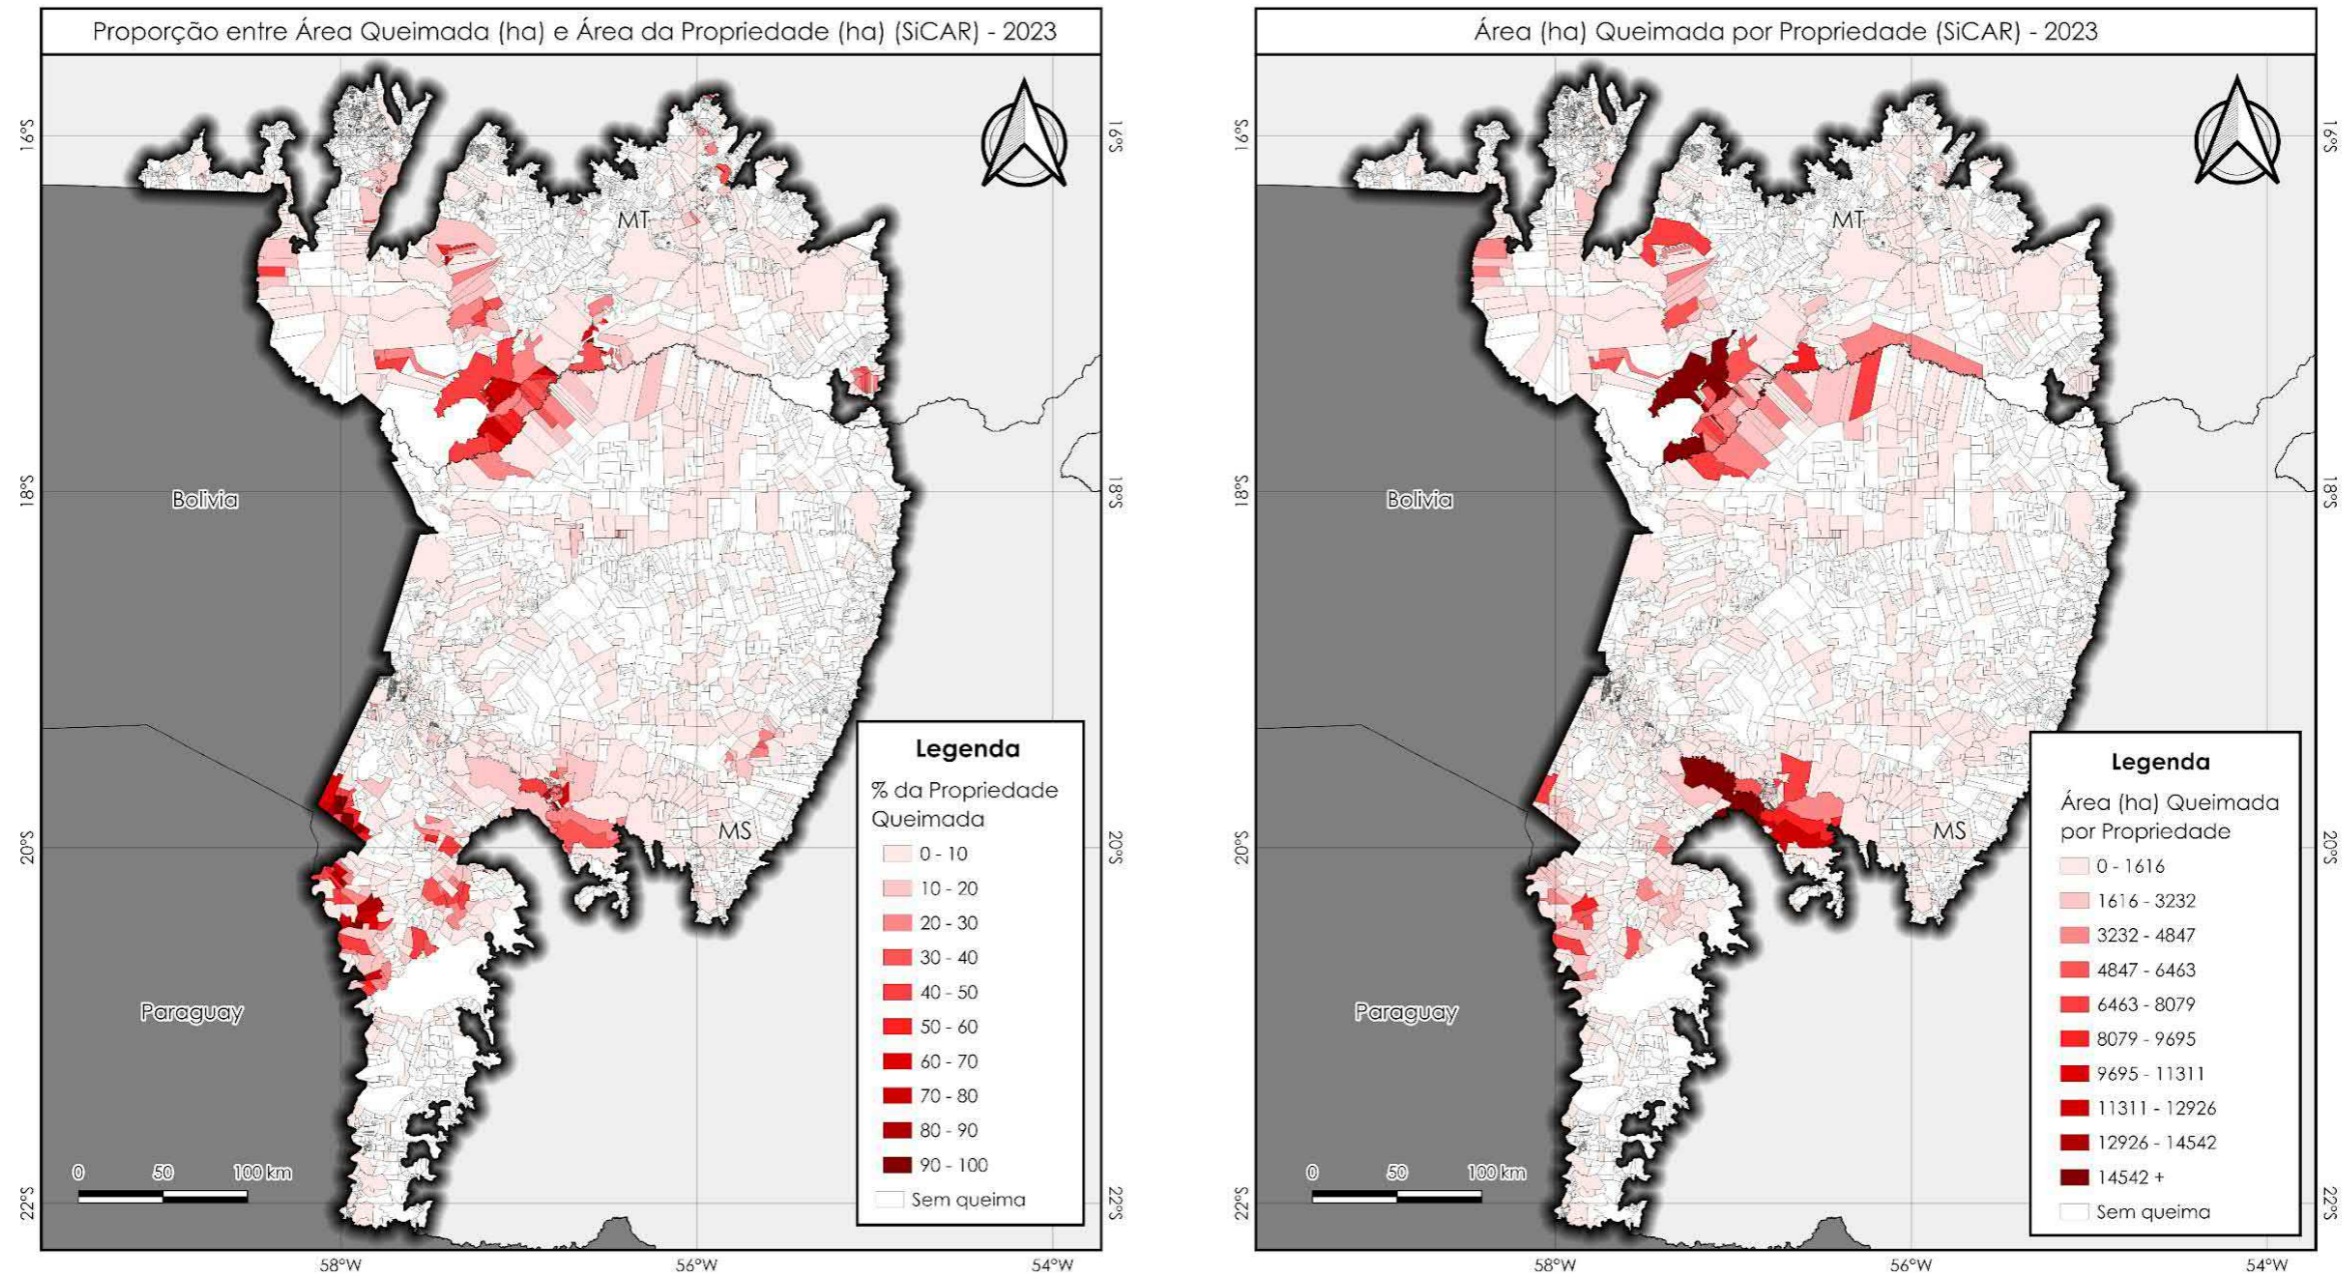 Proporção entre Área Queimada (ha) e Área da Propriedade (ha) (SiCAR) - 2023
16°S
16°S
MT
18°S
Bolivia
18°S
Legenda
% da Propriedade
Queimada
MS
20°S
20°S
0 - 10
10 - 20
20 - 30
30 - 40
40 - 50
50 - 60
60 - 70
70 - 80
80 - 90
90 - 100
Sem queima
Paraguay
0 50 100 km
22°S
22°S
58°W 56°W 54°W
Área (ha) Queimada por Propriedade (SiCAR) - 2023
16°S
16°S
MT
18°S
Bolivia
18°S
Legenda
Área (ha) Queimada
por Propriedade
MS
20°S
20°S
0 - 1616
1616 - 3232
3232 - 4847
4847 - 6463
6463 - 8079
8079 - 9695
9695 - 11311
11311 - 12926
12926 - 14542
14542 +
Sem queima
Paraguay
0 50 100 km
22°S
22°S
58°W 56°W 54°W